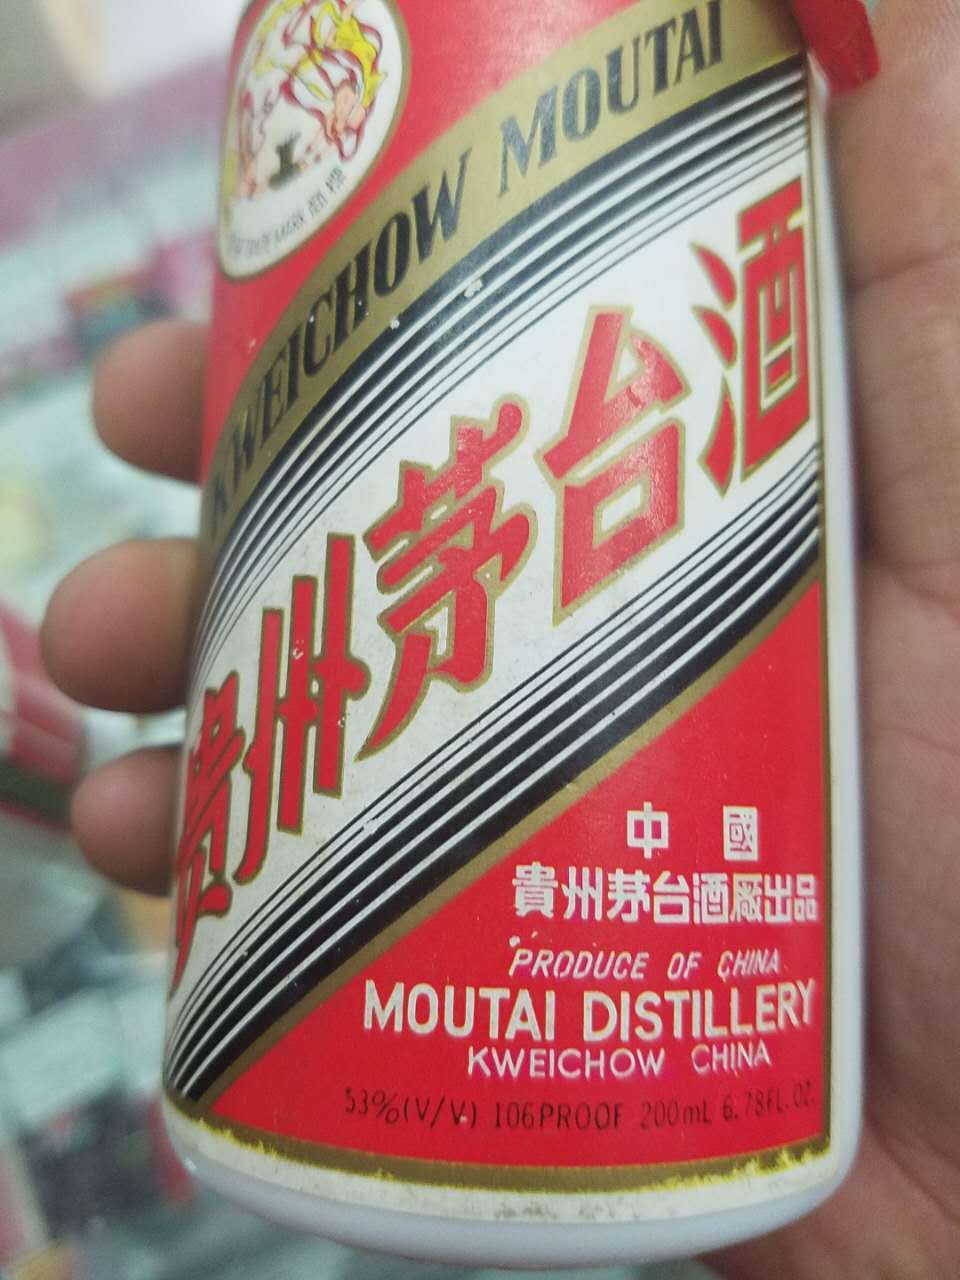 KWEICHOW MOUTAI
貴州茅台酒
中國
貴州茅台酒廠出品
PRODUCE OF CHINA
MOUTAI DISTILLERY
KWEICHOW CHINA
53%(V/V) 106PROOF 200mL 6.78FL.OZ.